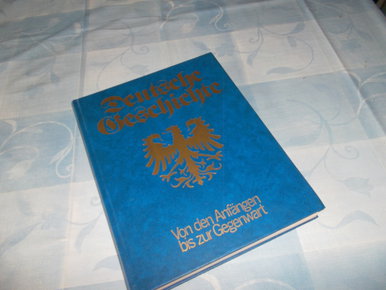 Deutsche
Geschichte
Von den Anfängen
bis zur Gegenwart